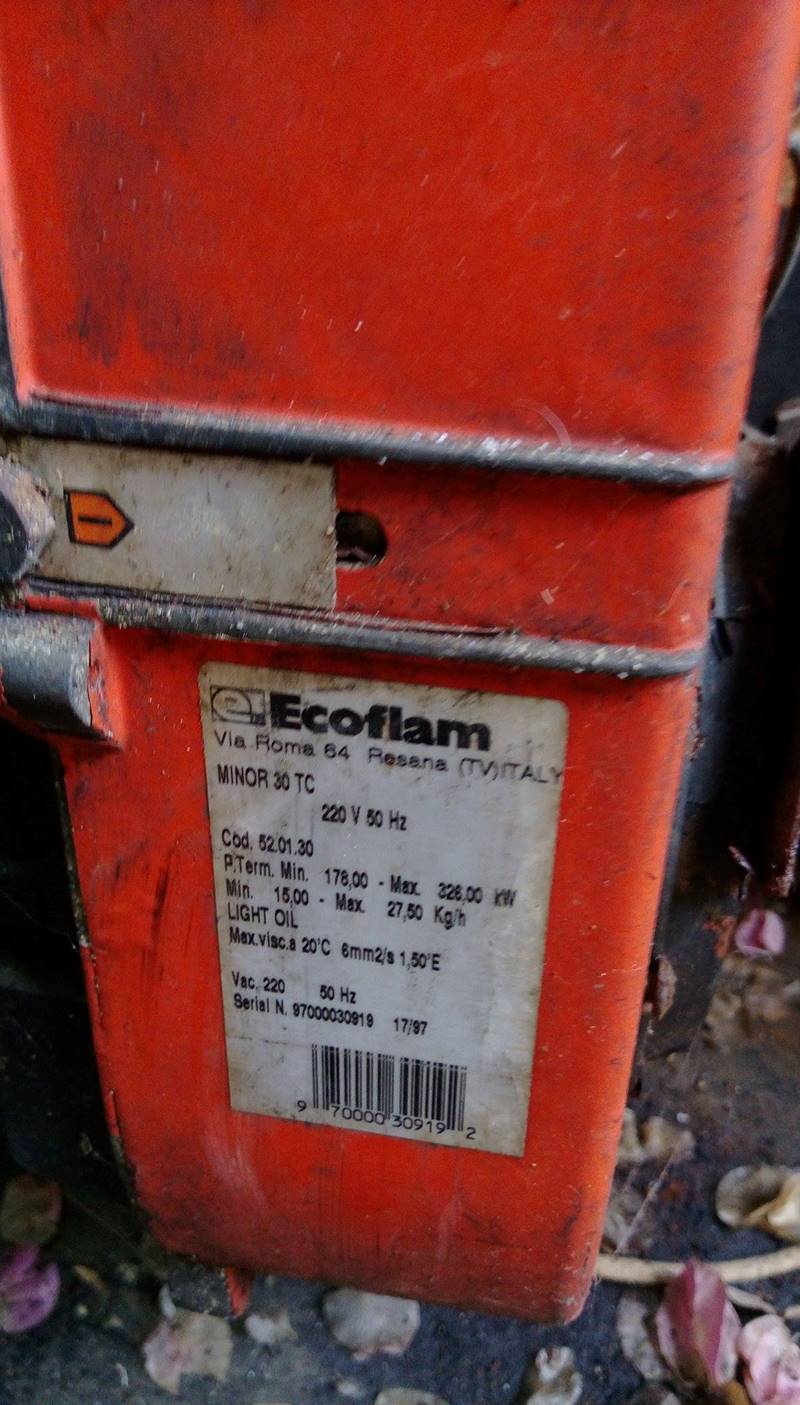 Ecoflam
Via Roma 64 Resana (TV) ITALY
MINOR 30 TC
220 V 50 Hz
Cod. 52.01.30
P.Term. Min. 178,00 - Max. 326,00 kW
Min. 15,00 - Max. 27,50 Kg/h
LIGHT OIL
Max.visc.a 20°C 6mm2/s 1,50°E
Vac. 220 50 Hz
Serial N. 97000030919 17/97
9 70000 30919 2